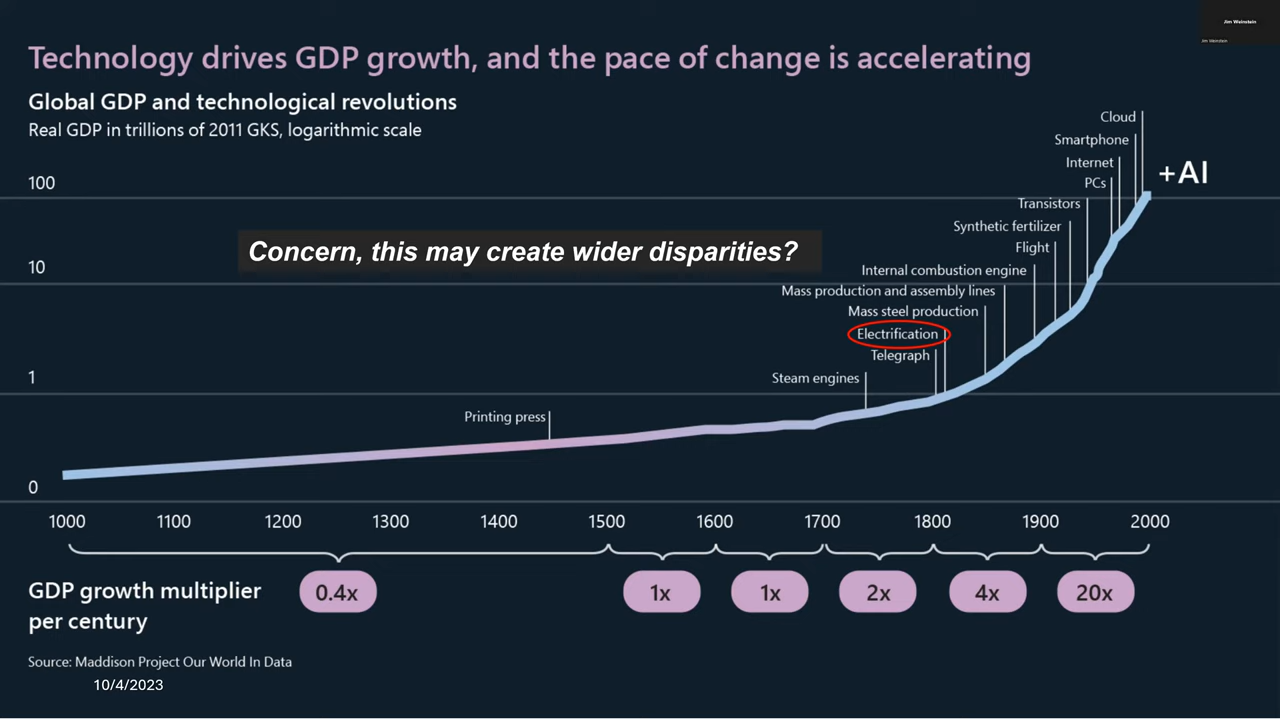 Jim Weinstein
Jim Weinstein
Technology drives GDP growth, and the pace of change is accelerating
Global GDP and technological revolutions
Real GDP in trillions of 2011 GKS, logarithmic scale
Cloud
Smartphone
Internet
+AI
PCs
100
Transistors
Synthetic fertilizer
Flight
Concern, this may create wider disparities?
10
Internal combustion engine
Mass production and assembly lines
Mass steel production
Electrification
Telegraph
1
Steam engines
Printing press
0
1000 1100 1200 1300 1400 1500 1600 1700 1800 1900 2000
GDP growth multiplier
per century
0.4x 1x 1x 2x 4x 20x
Source: Maddison Project Our World In Data
10/4/2023